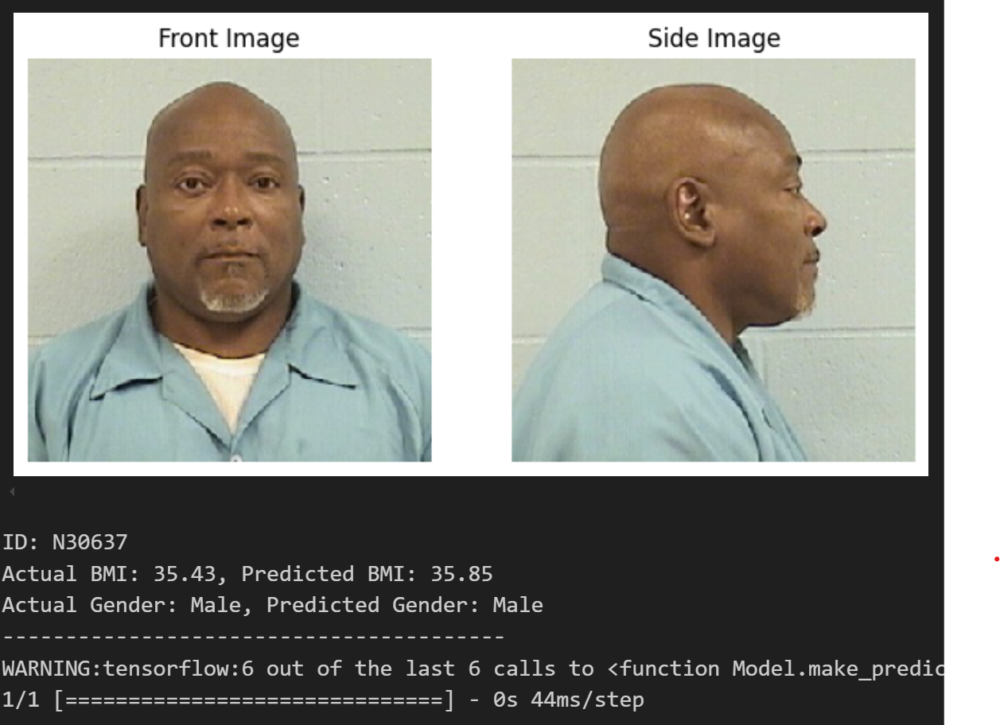 Front Image
Side Image
ID: N30637
Actual BMI: 35.43, Predicted BMI: 35.85
Actual Gender: Male, Predicted Gender: Male
----------------------------------------
WARNING:tensorflow:6 out of the last 6 calls to <function Model.make_predic
1/1 [==============================] - 0s 44ms/step